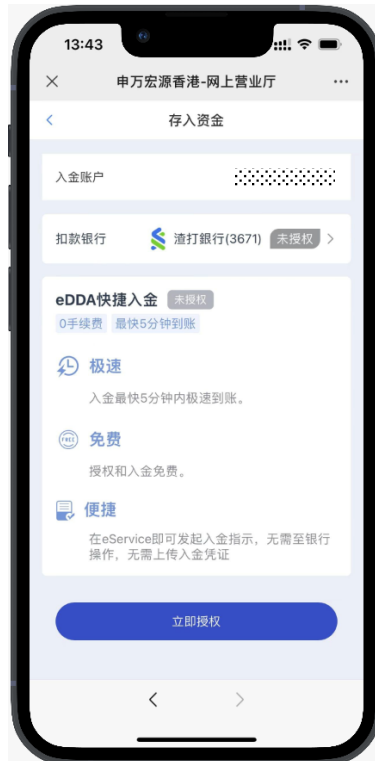 13:43
申万宏源香港-网上营业厅
存入资金
入金账户
扣款银行 渣打銀行(3671) 未授权
eDDA快捷入金 未授权
0手续费 最快5分钟到账
极速
入金最快5分钟内极速到账。
FREE 免费
授权和入金免费。
便捷
在eService即可发起入金指示，无需至银行
操作，无需上传入金凭证
立即授权